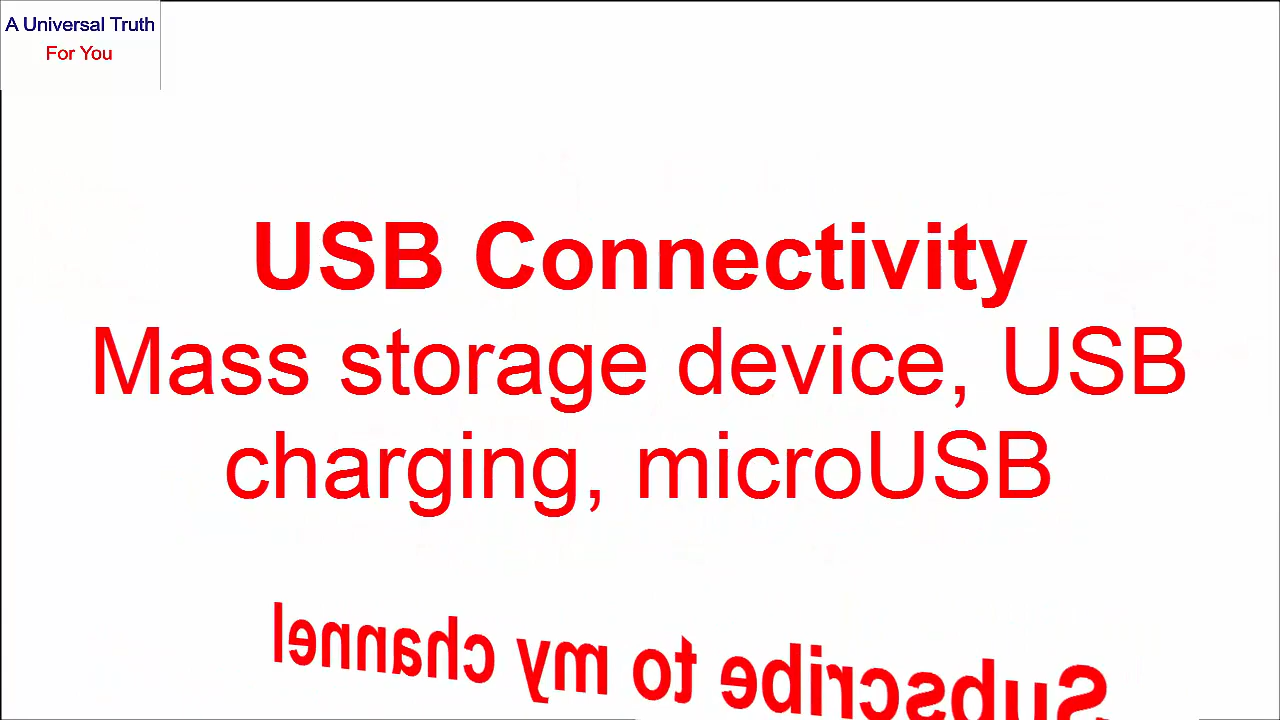 A Universal Truth
For You
USB Connectivity
Mass storage device, USB
charging, microUSB
Subscribe to my channel